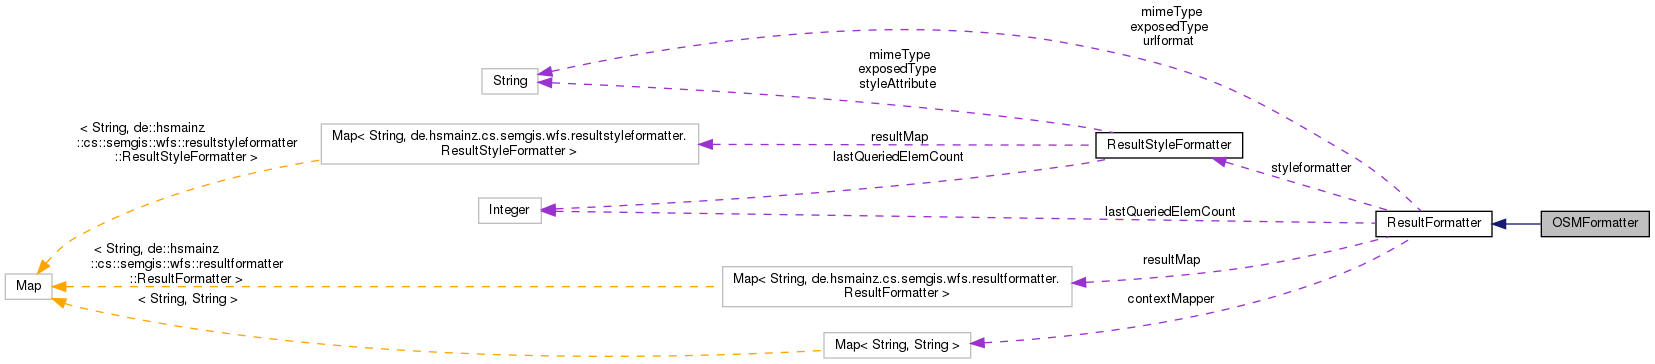 mimeType
exposedType
urlformat
mimeType
exposedType
styleAttribute
String
< String, de::hsmainz
::cs::semgis::wfs::resultstyleformatter
::ResultStyleFormatter >
Map< String, de.hsmainz.cs.semgis.wfs.resultstyleformatter.
ResultStyleFormatter >
resultMap
lastQueriedElemCount
ResultStyleFormatter
styleformatter
Integer
lastQueriedElemCount
ResultFormatter
OSMFormatter
< String, de::hsmainz
::cs::semgis::wfs::resultformatter
::ResultFormatter >
< String, String >
Map
Map< String, de.hsmainz.cs.semgis.wfs.resultformatter.
ResultFormatter >
resultMap
contextMapper
Map< String, String >